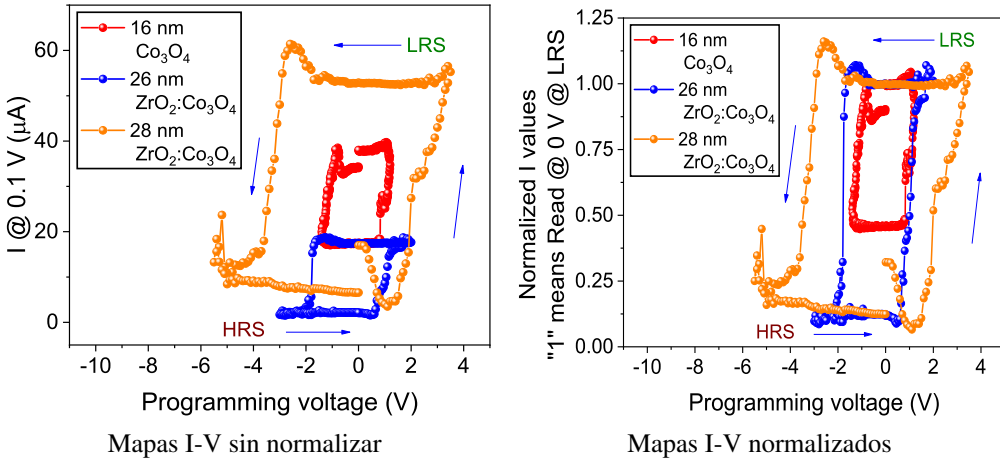 16 nm
Co₃O₄
26 nm
ZrO₂:Co₃O₄
28 nm
ZrO₂:Co₃O₄
LRS
HRS
60
40
20
0
I @ 0.1 V (μA)
-10 -8 -6 -4 -2 0 2 4
Programming voltage (V)
Mapas I-V sin normalizar
16 nm
Co₃O₄
26 nm
ZrO₂:Co₃O₄
28 nm
ZrO₂:Co₃O₄
LRS
HRS
1.25
1.00
0.75
0.50
0.25
0.00
Normalized I values
"1" means Read @ 0 V @ LRS
-10 -8 -6 -4 -2 0 2 4
Programming voltage (V)
Mapas I-V normalizados